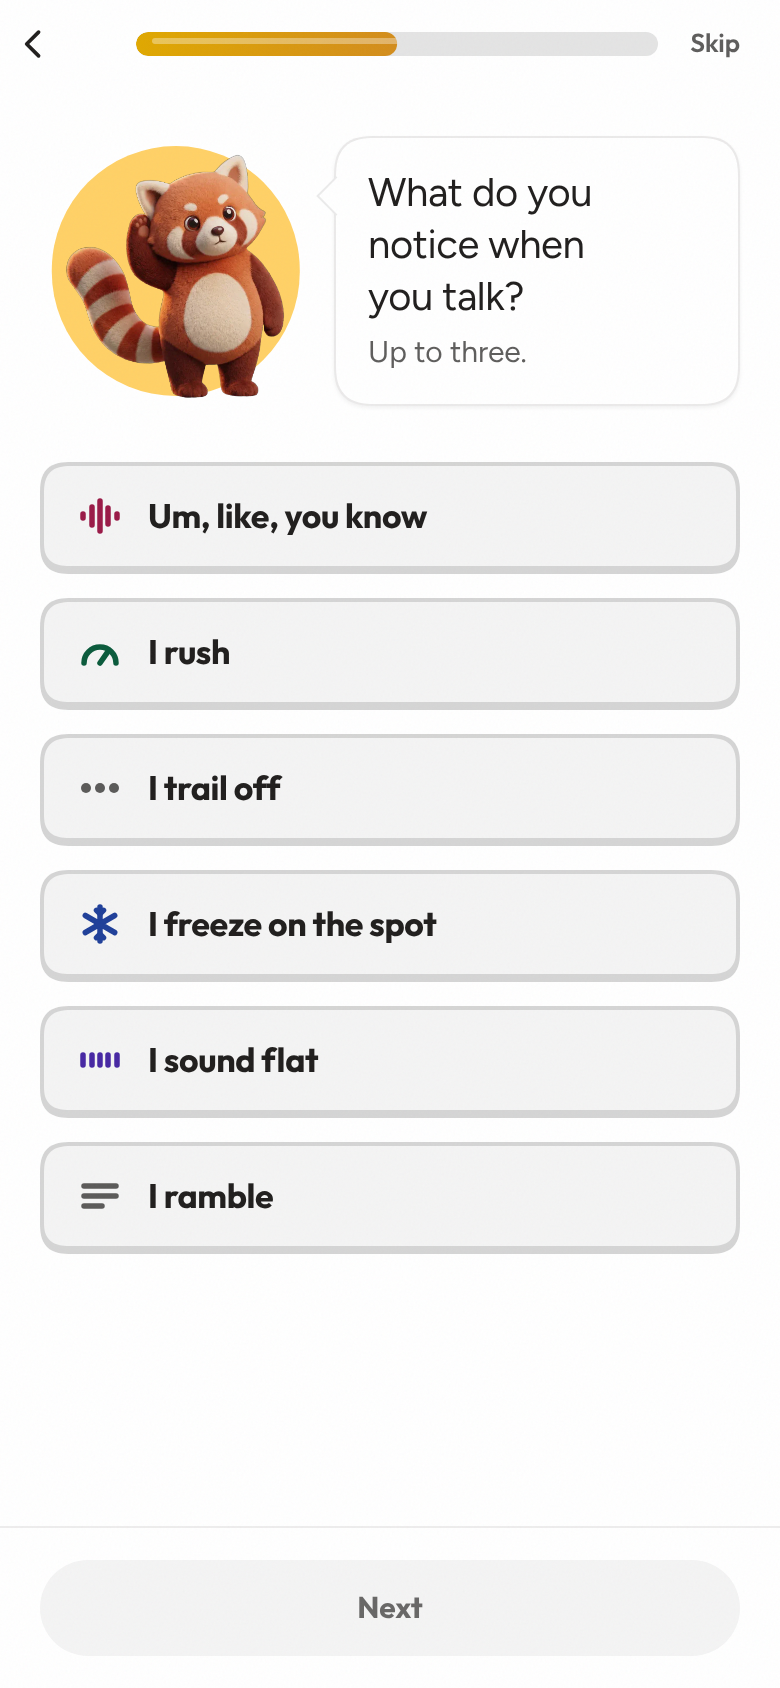 Skip
What do you
notice when
you talk?
Up to three.
Um, like, you know
I rush
I trail off
I freeze on the spot
I sound flat
I ramble
Next